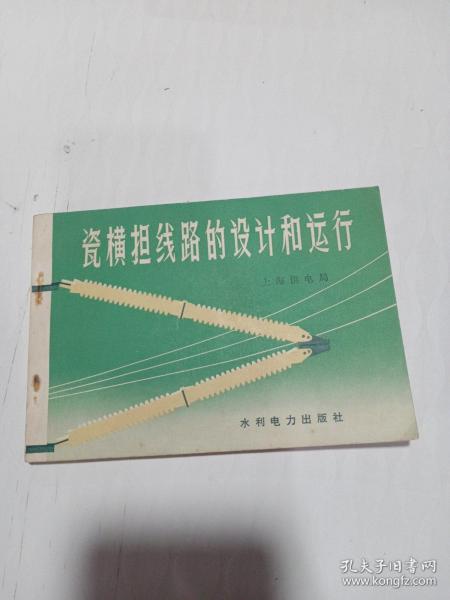 瓷横担线路的设计和运行
上海供电局
水利电力出版社
孔夫子旧书网
www.kongfz.com